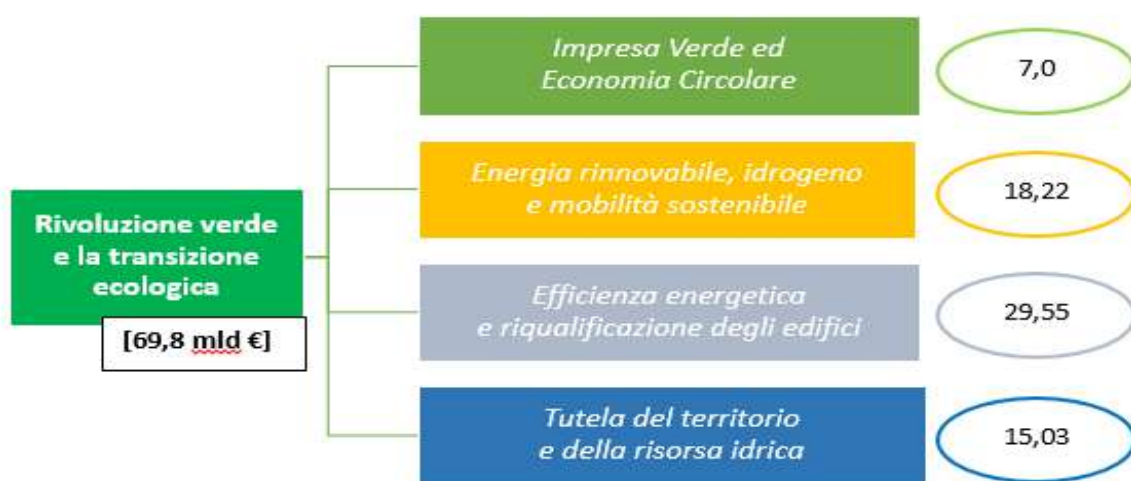 Rivoluzione verde
e la transizione
ecologica
[69,8 mld €]
Impresa Verde ed
Economia Circolare
7,0
Energia rinnovabile, idrogeno
e mobilità sostenibile
18,22
Efficienza energetica
e riqualificazione degli edifici
29,55
Tutela del territorio
e della risorsa idrica
15,03